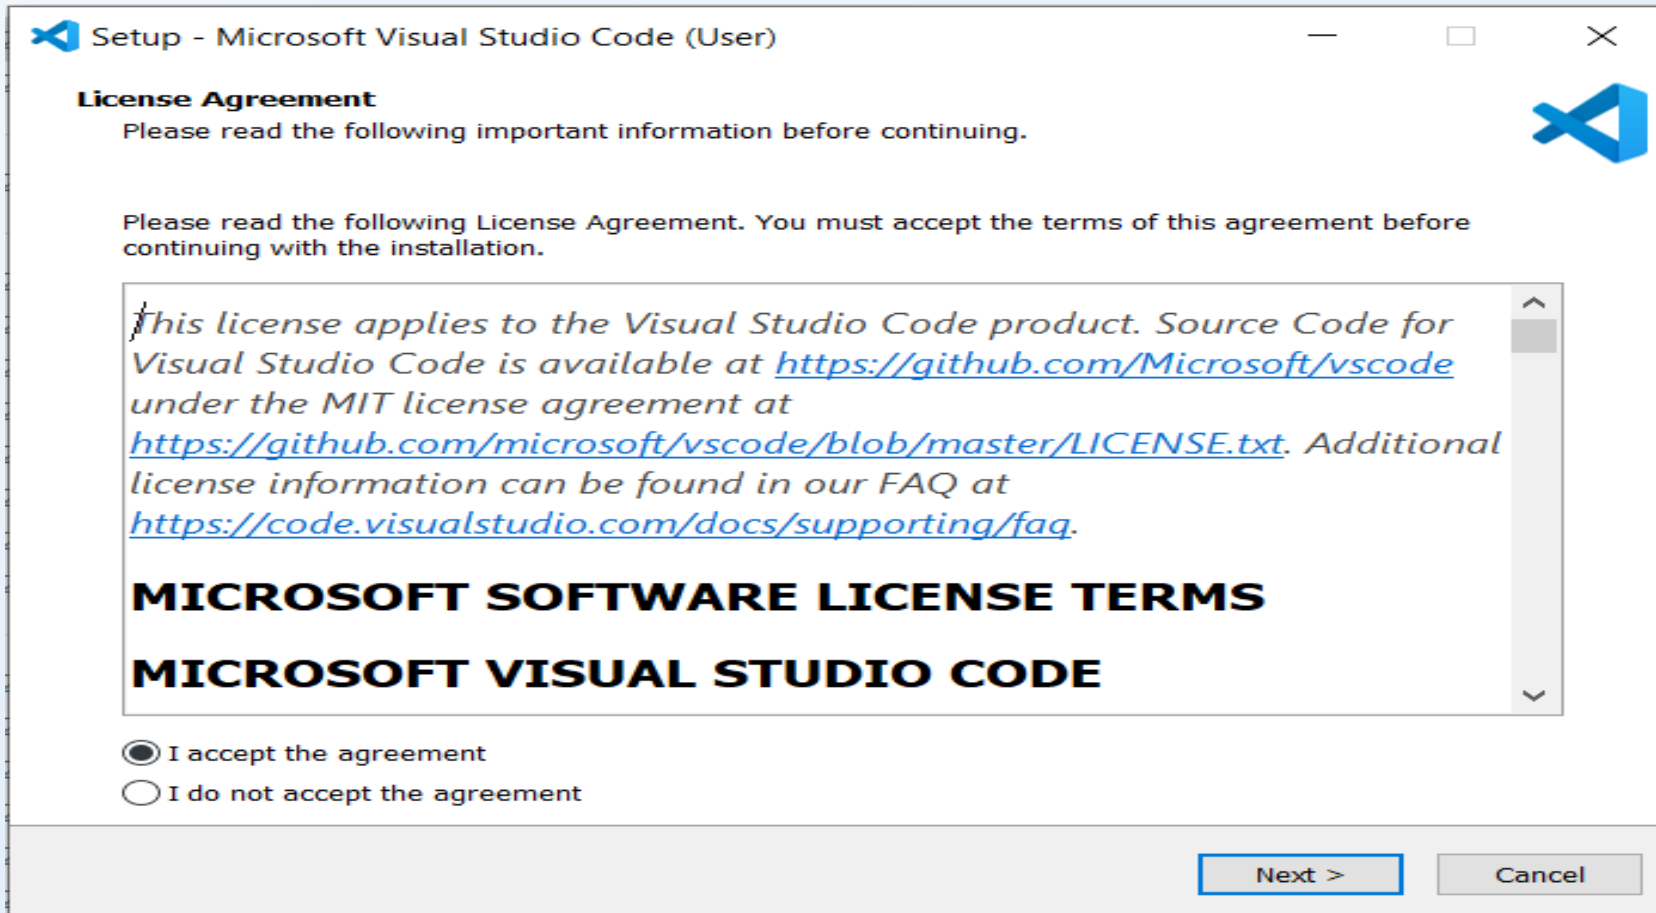 Setup - Microsoft Visual Studio Code (User)
License Agreement
Please read the following important information before continuing.
Please read the following License Agreement. You must accept the terms of this agreement before
continuing with the installation.
This license applies to the Visual Studio Code product. Source Code for
Visual Studio Code is available at https://github.com/Microsoft/vscode
under the MIT license agreement at
https://github.com/microsoft/vscode/blob/master/LICENSE.txt. Additional
license information can be found in our FAQ at
https://code.visualstudio.com/docs/supporting/faq.
MICROSOFT SOFTWARE LICENSE TERMS
MICROSOFT VISUAL STUDIO CODE
I accept the agreement
I do not accept the agreement
Next >
Cancel